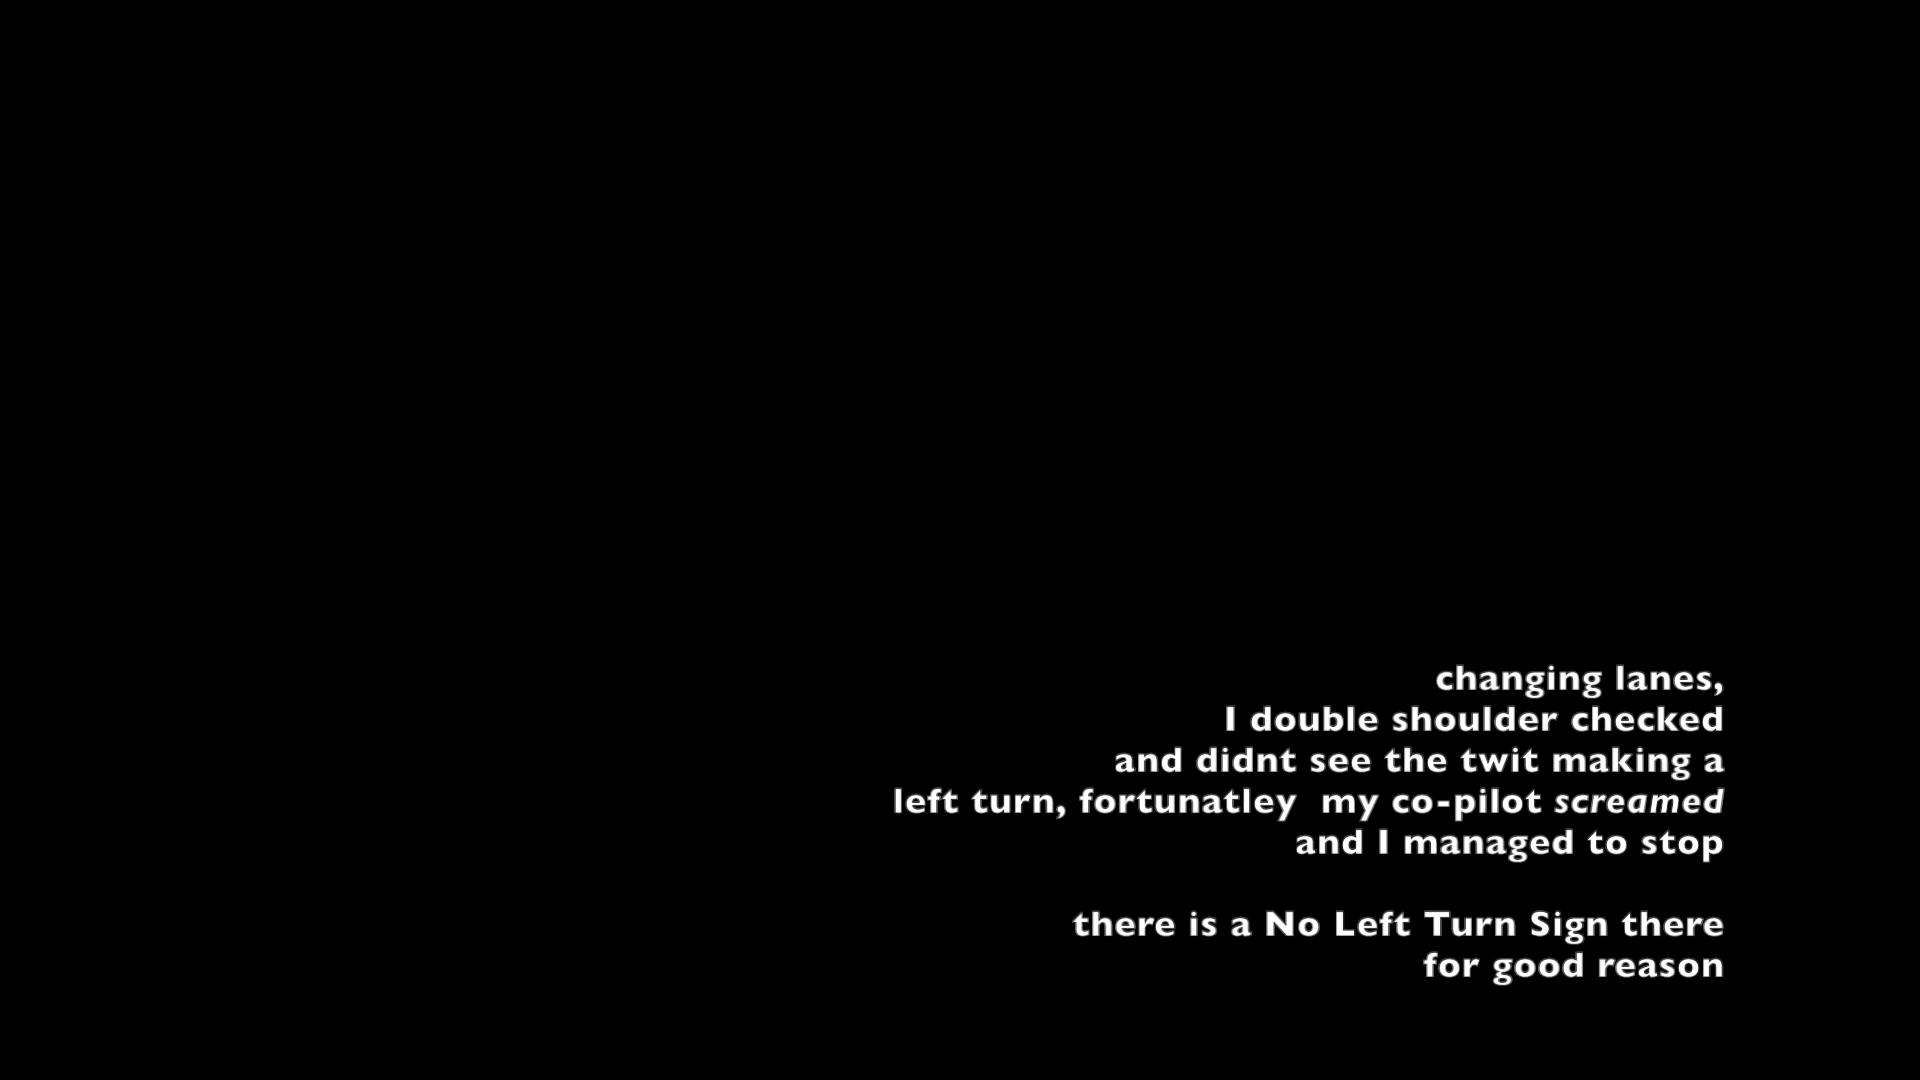 changing lanes,
I double shoulder checked
and didnt see the twit making a
left turn, fortunatley  my co-pilot screamed
and I managed to stop
there is a No Left Turn Sign there
for good reason